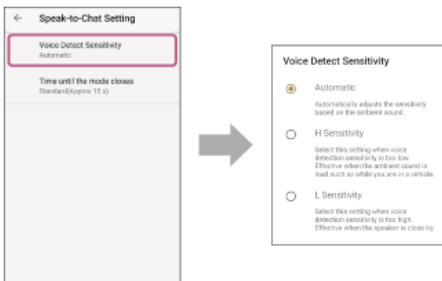 ← Speak-to-Chat Setting
Voice Detect Sensitivity
Automatic
Time until the mode closes
Standard(Approx 15 s)
Voice Detect Sensitivity
Automatic
Automatically adjusts the sensitivity
based on the ambient sound.
H Sensitivity
Select this setting when voice
detection sensitivity is too low.
Effective when the ambient sound is
loud such as while you are in a vehicle.
L Sensitivity
Select this setting when voice
detection sensitivity is too high.
Effective when the speaker is close by.